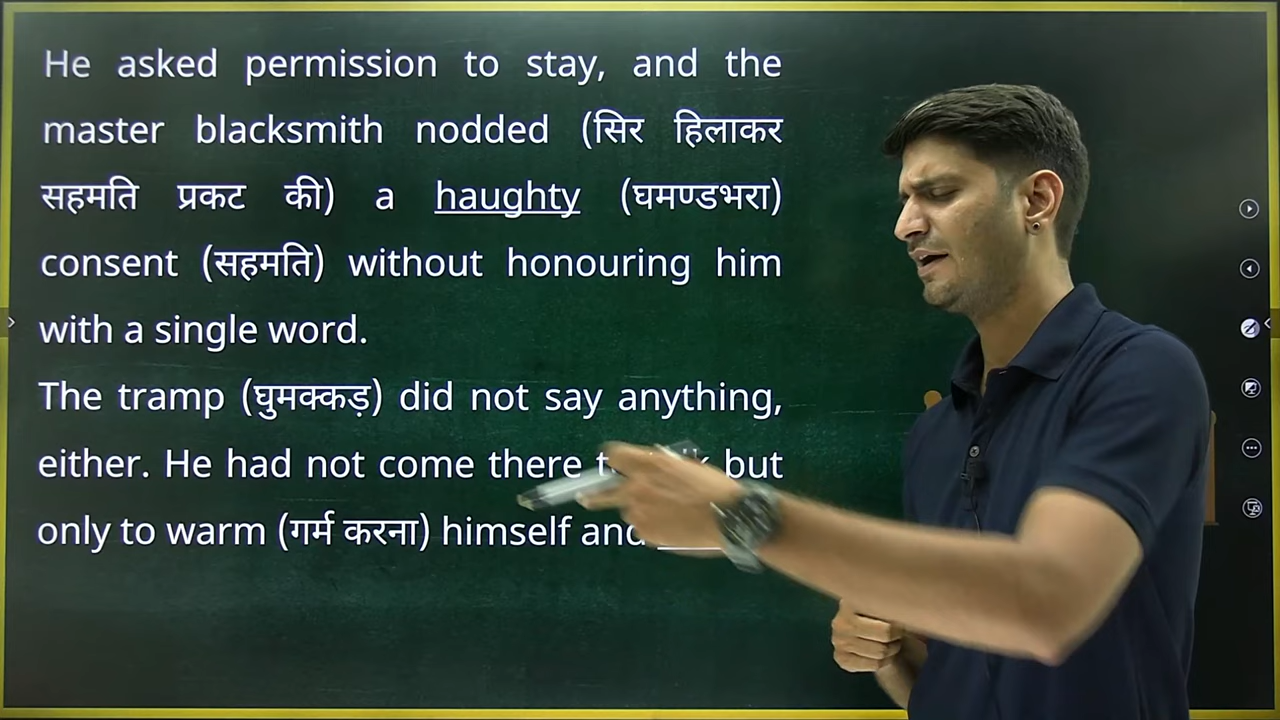 He asked permission to stay, and the
master blacksmith nodded (सिर हिलाकर
सहमति प्रकट की) a haughty (घमण्डभरा)
consent (सहमति) without honouring him
with a single word.
The tramp (घुमक्कड़) did not say anything,
either. He had not come there but
only to warm (गर्म करना) himself and